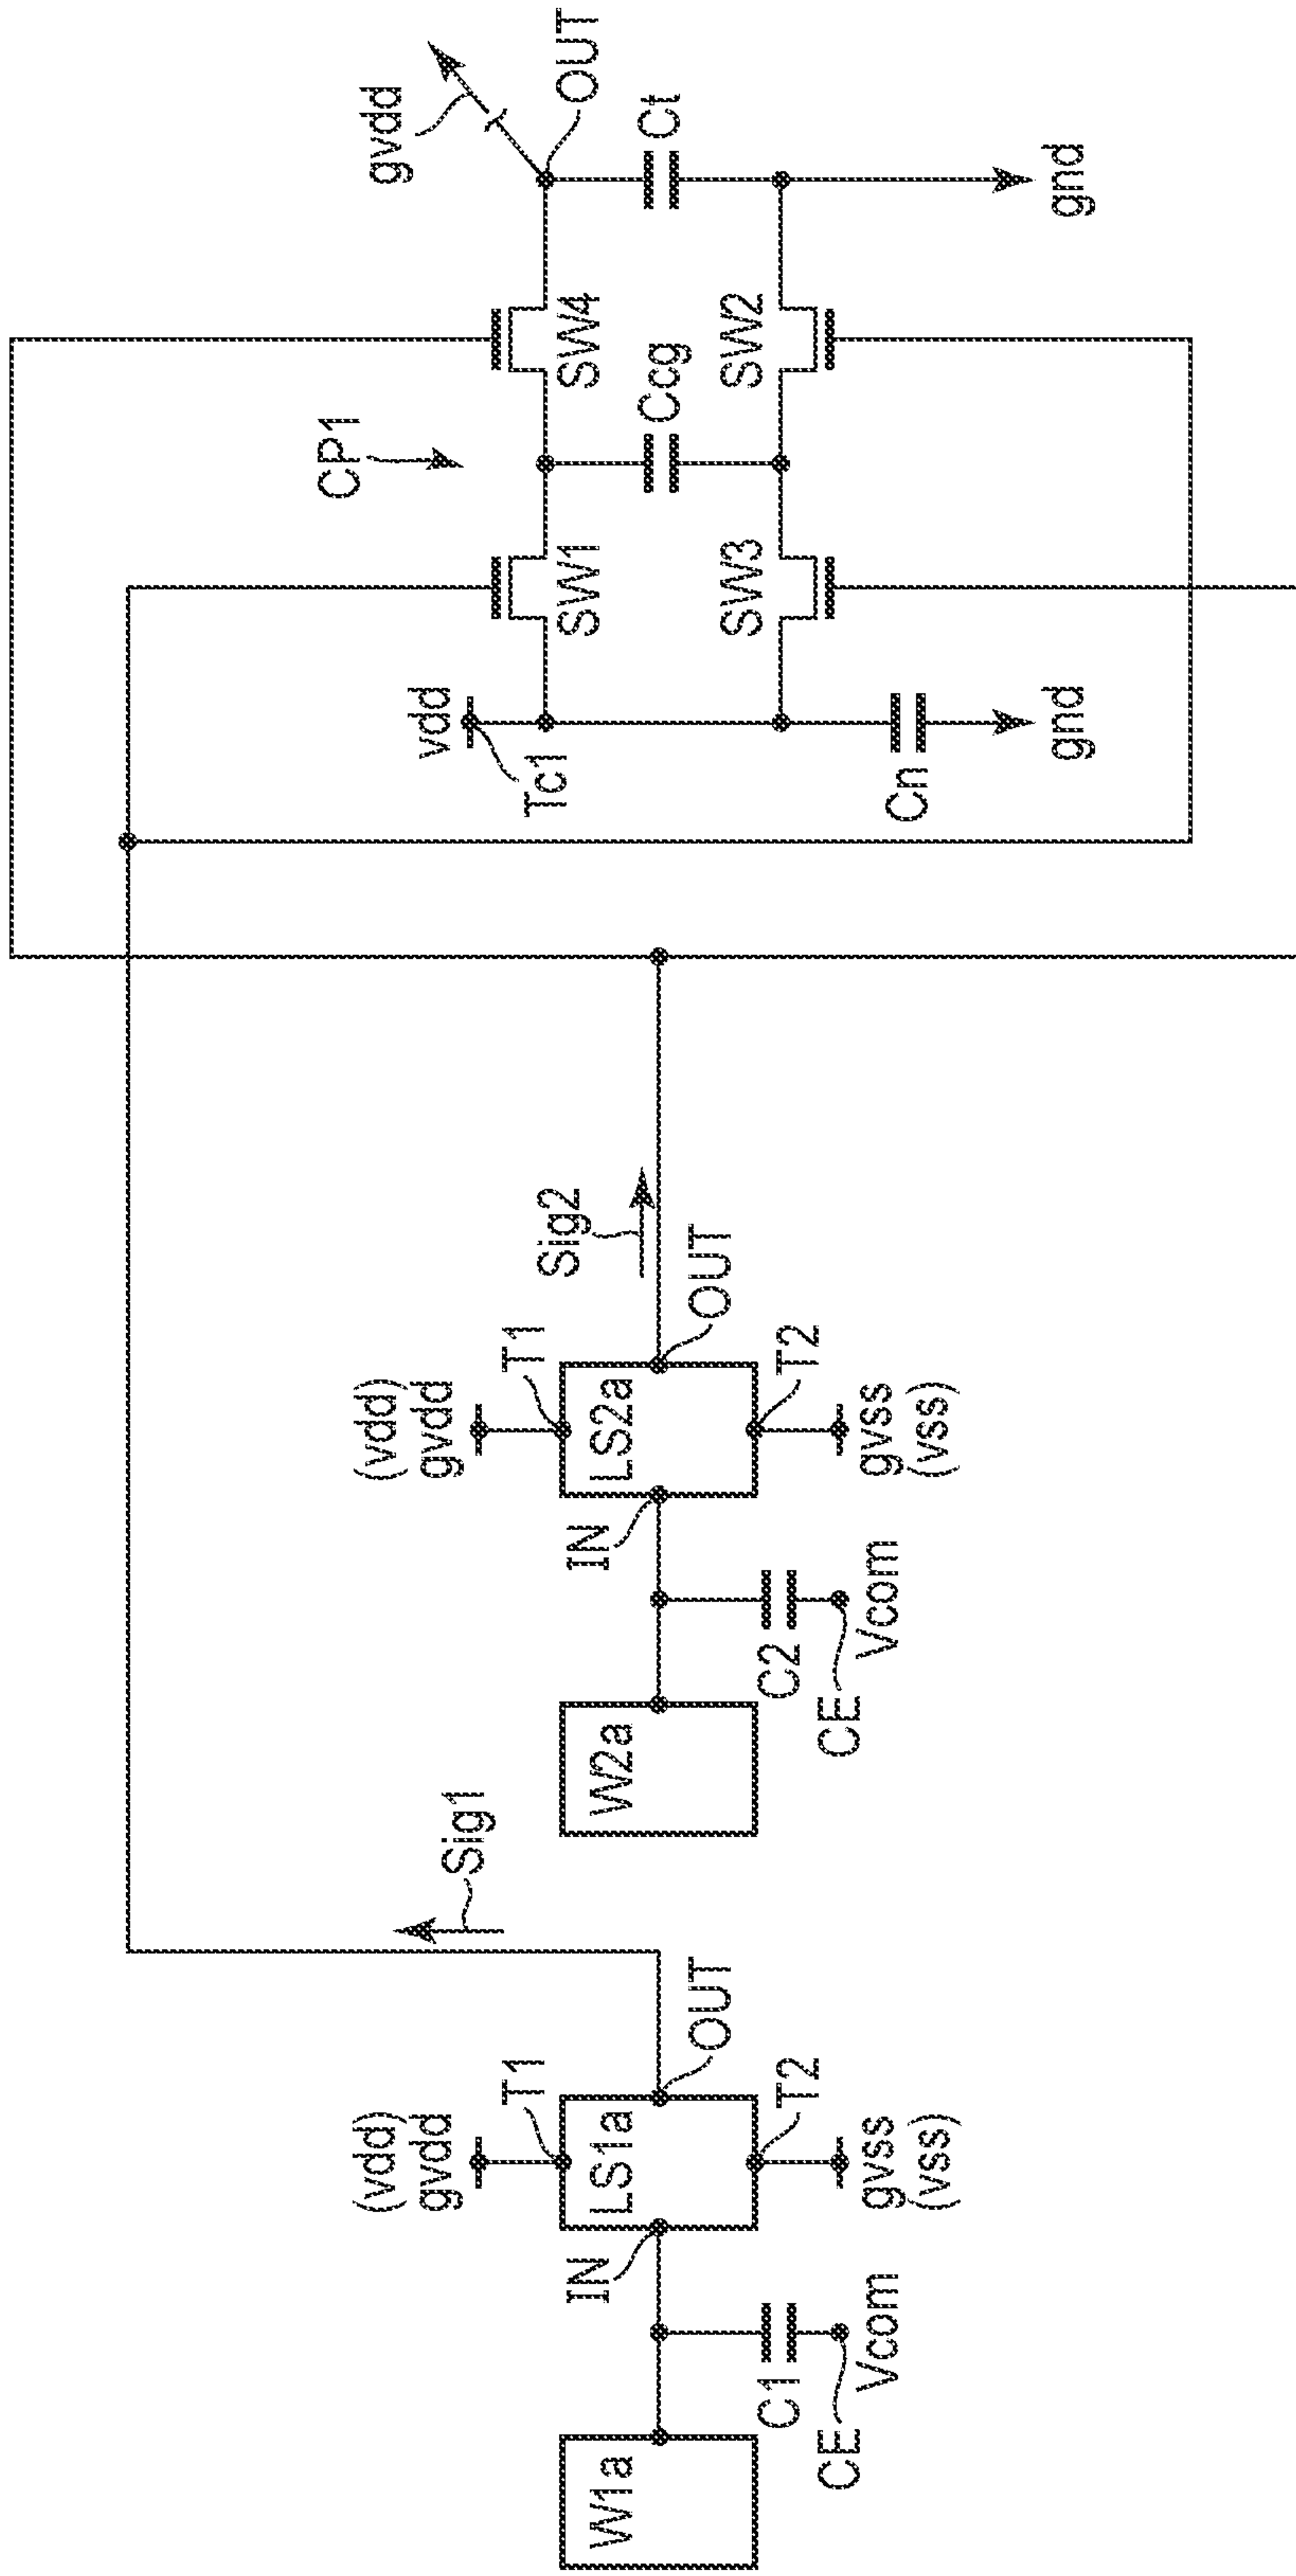 W1a
C1
CE
Vcom
IN
(vdd)
gvdd
T1
LS1a
T2
gvss
(vss)
OUT
Sig1
W2a
C2
CE
Vcom
IN
(vdd)
gvdd
T1
LS2a
T2
gvss
(vss)
OUT
Sig2
vdd
Tc1
Cn
gnd
CP1
SW1
SW3
Ccg
SW4
SW2
gvdd
OUT
Ct
gnd